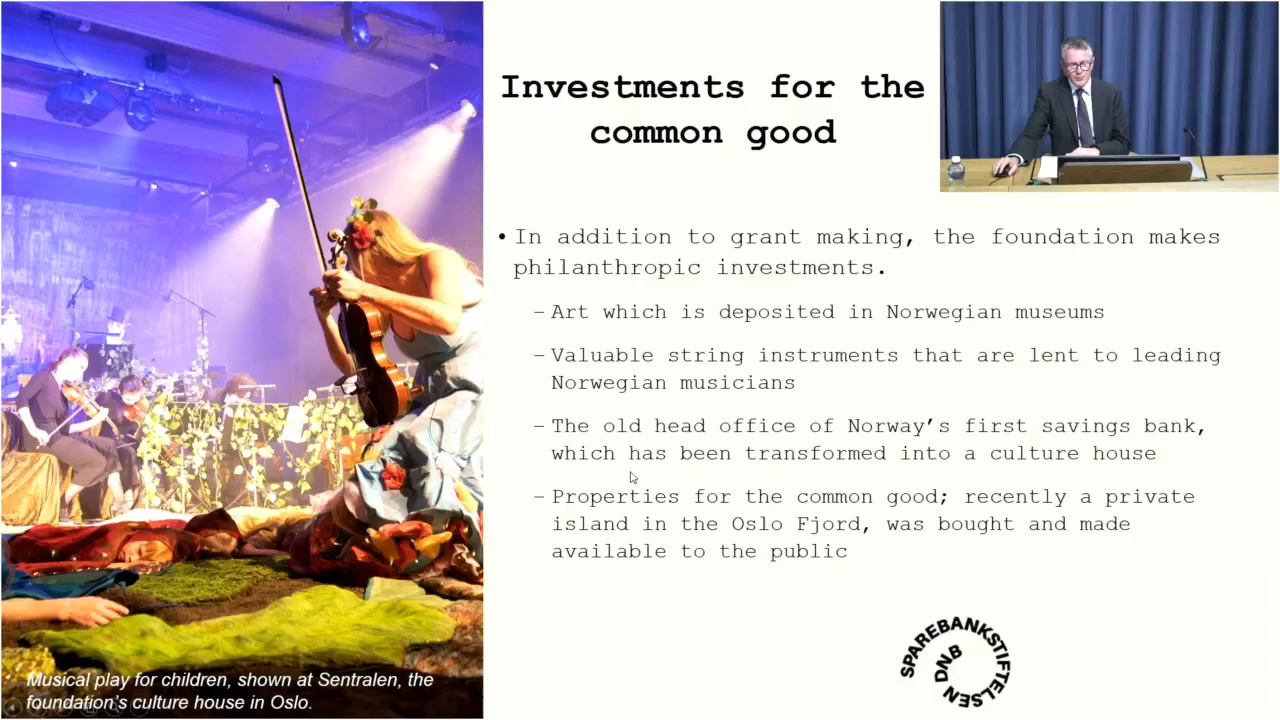 Investments for the
common good
• In addition to grant making, the foundation makes
philanthropic investments.
– Art which is deposited in Norwegian museums
– Valuable string instruments that are lent to leading
Norwegian musicians
– The old head office of Norway’s first savings bank,
which has been transformed into a culture house
– Properties for the common good; recently a private
island in the Oslo Fjord, was bought and made
available to the public
Musical play for children, shown at Sentralen, the
foundation’s culture house in Oslo.
SPAREBANKSTIFTELSEN
DNB